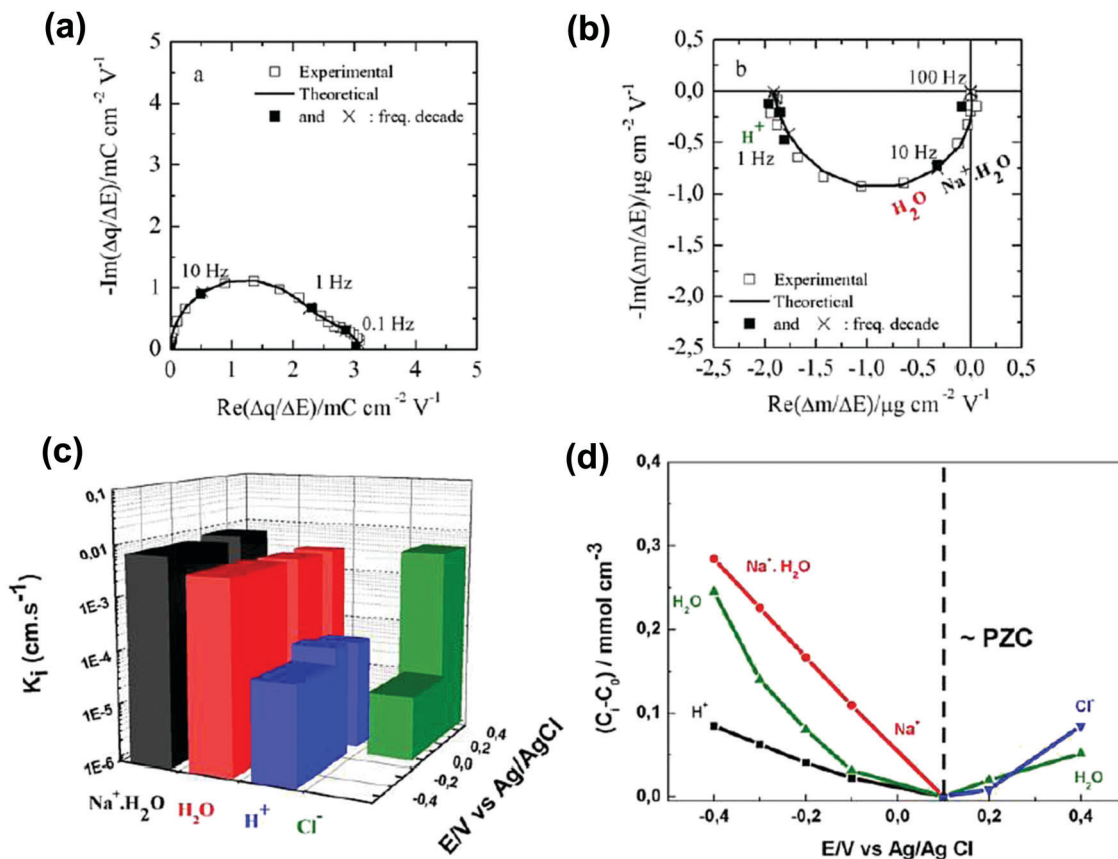 (a)
5
4
3
2
1
0
a
Experimental
Theoretical
and × : freq. decade
10 Hz
1 Hz
0.1 Hz
0 1 2 3 4 5
-Im(Δq/ΔE)/mC cm⁻² V⁻¹
Re(Δq/ΔE)/mC cm⁻² V⁻¹
(b)
0,5
0,0
-0,5
-1,0
-1,5
-2,0
-2,5
b
100 Hz
H⁺
1 Hz
10 Hz
Na⁺.H₂O
H₂O
Experimental
Theoretical
and × : freq. decade
-2,5 -2,0 -1,5 -1,0 -0,5 0,0 0,5
-Im(Δm/ΔE)/µg cm⁻² V⁻¹
Re(Δm/ΔE)/µg cm⁻² V⁻¹
(c)
0,1
0,01
1E-3
1E-4
1E-5
1E-6
Kᵢ (cm.s⁻¹)
Na⁺.H₂O
H₂O
H⁺
Cl⁻
0,4
0,2
0,0
-0,2
-0,4
E/V vs Ag/AgCl
(d)
0,4
0,3
0,2
0,1
0,0
(Cᵢ-C₀) / mmol cm⁻³
Na⁺. H₂O
H₂O
~ PZC
H⁺
Na⁺
Cl⁻
H₂O
-0,4 -0,2 0,0 0,2 0,4
E/V vs Ag/Ag Cl